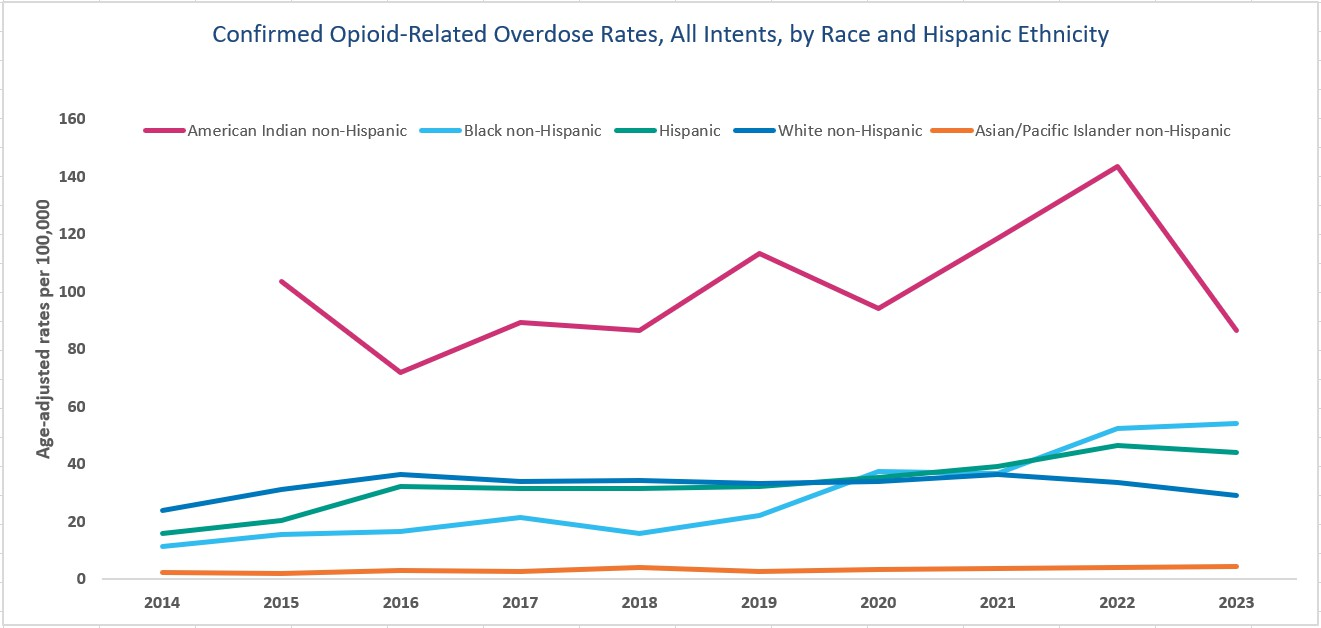 Confirmed Opioid-Related Overdose Rates, All Intents, by Race and Hispanic Ethnicity
160
American Indian non-Hispanic Black non-Hispanic Hispanic White non-Hispanic Asian/Pacific Islander non-Hispanic
140
120
100
80
60
40
20
0
Age-adjusted rates per 100,000
2014 2015 2016 2017 2018 2019 2020 2021 2022 2023